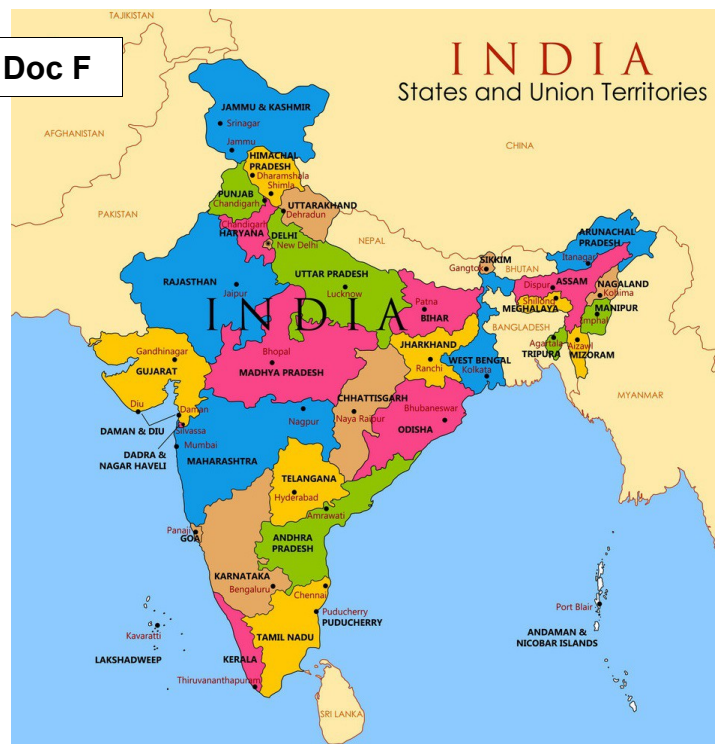 TAJIKISTAN
Doc F
INDIA
States and Union Territories
JAMMU & KASHMIR
Srinagar
AFGHANISTAN
Jammu
CHINA
HIMACHAL
PRADESH
Dharamshala
Shimla
PUNJAB
Chandigarh
UTTARAKHAND
Dehradun
PAKISTAN
Chandigarh
HARYANA
DELHI
New Delhi
NEPAL
ARUNACHAL
PRADESH
Itanagar
SIKKIM
Gangtok
BHUTAN
RAJASTHAN
Jaipur
UTTAR PRADESH
Lucknow
ASSAM
Dispur
NAGALAND
Kohima
Shillong
MEGHALAYA
MANIPUR
Imphal
INDIA
Patna
BIHAR
BANGLADESH
Agartala
TRIPURA
Aizawl
MIZORAM
Gandhinagar
GUJARAT
Bhopal
MADHYA PRADESH
JHARKHAND
Ranchi
WEST BENGAL
Kolkata
MYANMAR
Diu
Daman
DAMAN & DIU
Silvassa
DADRA &
NAGAR HAVELI
Mumbai
MAHARASHTRA
Nagpur
CHHATTISGARH
Naya Raipur
Bhubaneswar
ODISHA
TELANGANA
Hyderabad
Amrawati
Panaji
GOA
ANDHRA
PRADESH
KARNATAKA
Bengaluru
Chennai
Puducherry
PUDUCHERRY
Port Blair
ANDAMAN &
NICOBAR ISLANDS
Kavaratti
LAKSHADWEEP
TAMIL NADU
KERALA
Thiruvananthapuram
SRI LANKA